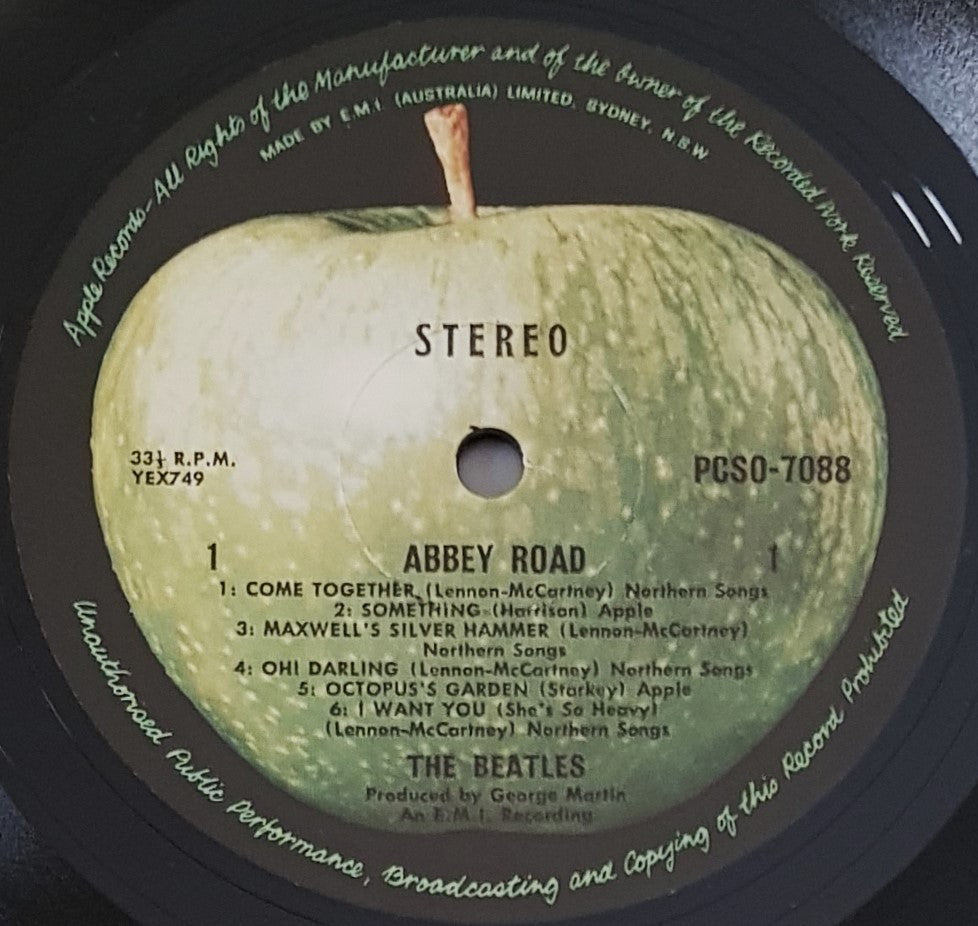 Apple Records-All Rights of the Manufacturer and of the Owner of the Recorded Work Reserved
MADE BY E.M.I. (AUSTRALIA) LIMITED, SYDNEY, N.S.W
STEREO
33⅓ R.P.M.
YEX749
PCSO-7088
1 ABBEY ROAD 1
1: COME TOGETHER (Lennon-McCartney) Northern Songs
2: SOMETHING (Harrison) Apple
3: MAXWELL'S SILVER HAMMER (Lennon-McCartney)
Northern Songs
4: OH! DARLING (Lennon-McCartney) Northern Songs
5: OCTOPUS'S GARDEN (Starkey) Apple
6: I WANT YOU (She's So Heavy)
(Lennon-McCartney) Northern Songs
THE BEATLES
Produced by George Martin
An E.M.I. Recording
Unauthorised Public Performance, Broadcasting and Copying of this Record Prohibited